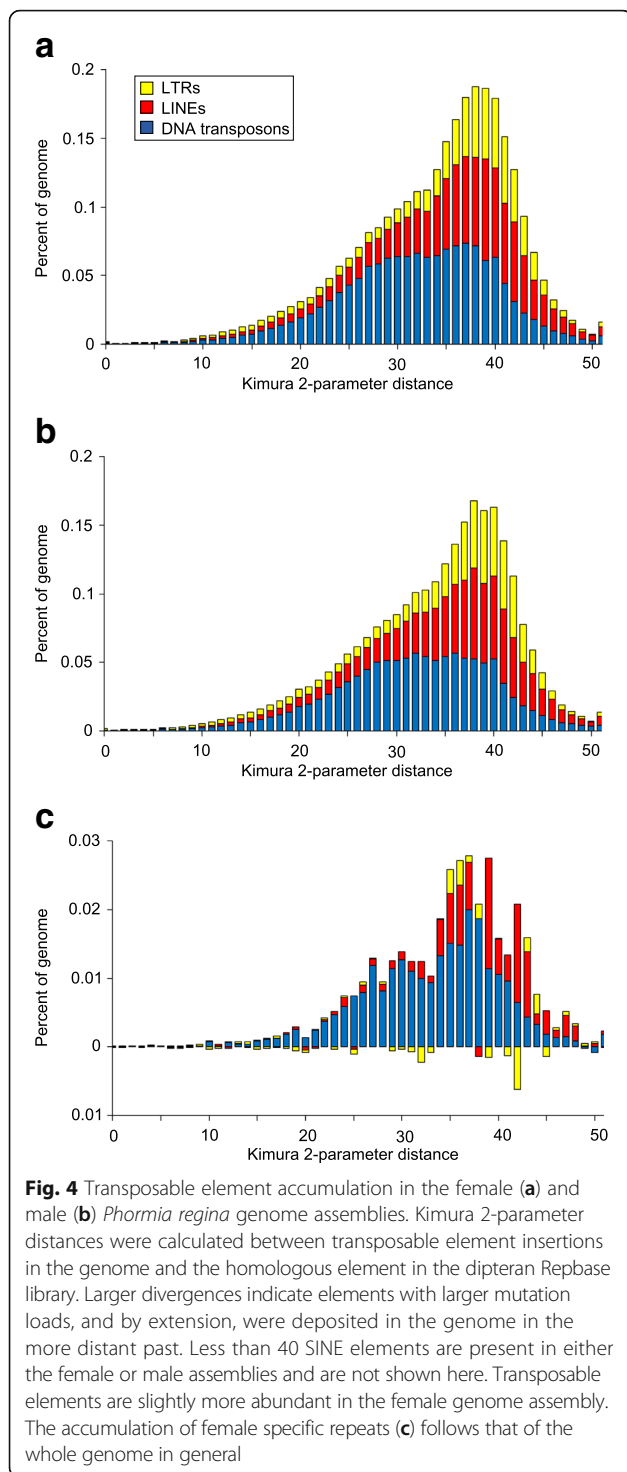 a
0.2
LTRs
LINEs
DNA transposons
0.15
0.1
0.05
0
Percent of genome
0 10 20 30 40 50
Kimura 2-parameter distance
b
0.2
0.15
0.1
0.05
0
Percent of genome
0 10 20 30 40 50
Kimura 2-parameter distance
c
0.03
0.02
0.01
0
0.01
Percent of genome
0 10 20 30 40 50
Kimura 2-parameter distance
Fig. 4 Transposable element accumulation in the female (a) and
male (b) Phormia regina genome assemblies. Kimura 2-parameter
distances were calculated between transposable element insertions
in the genome and the homologous element in the dipteran Repbase
library. Larger divergences indicate elements with larger mutation
loads, and by extension, were deposited in the genome in the
more distant past. Less than 40 SINE elements are present in either
the female or male assemblies and are not shown here. Transposable
elements are slightly more abundant in the female genome assembly.
The accumulation of female specific repeats (c) follows that of the
whole genome in general